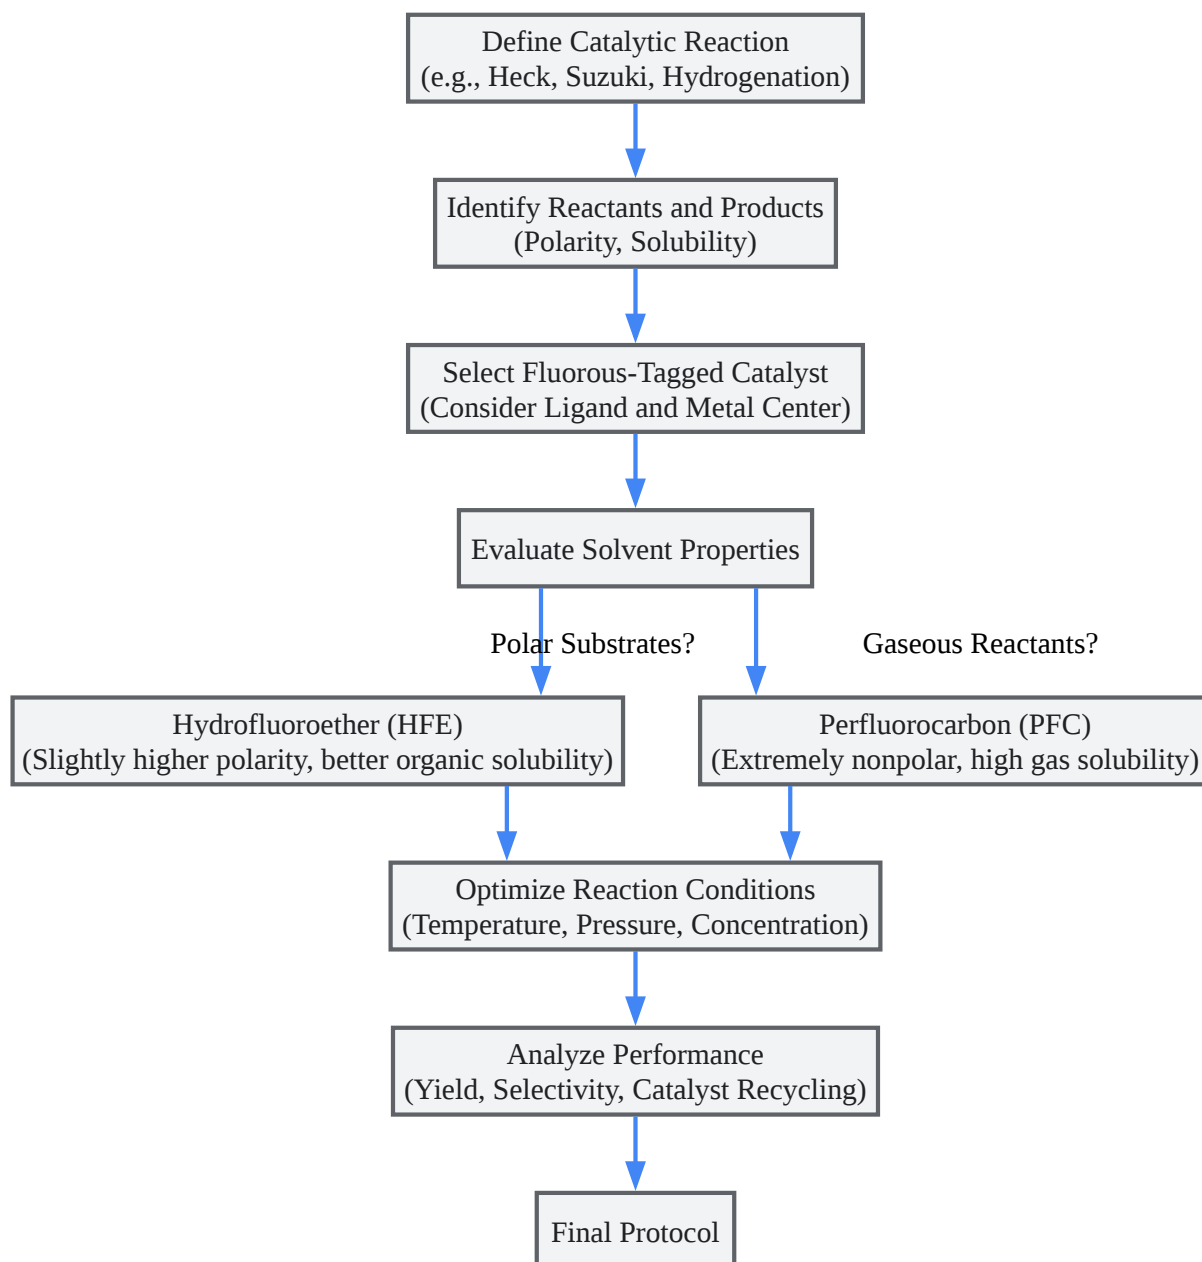 Define Catalytic Reaction
(e.g., Heck, Suzuki, Hydrogenation)
Identify Reactants and Products
(Polarity, Solubility)
Select Fluorous-Tagged Catalyst
(Consider Ligand and Metal Center)
Evaluate Solvent Properties
Polar Substrates?
Gaseous Reactants?
Hydrofluoroether (HFE)
(Slightly higher polarity, better organic solubility)
Perfluorocarbon (PFC)
(Extremely nonpolar, high gas solubility)
Optimize Reaction Conditions
(Temperature, Pressure, Concentration)
Analyze Performance
(Yield, Selectivity, Catalyst Recycling)
Final Protocol